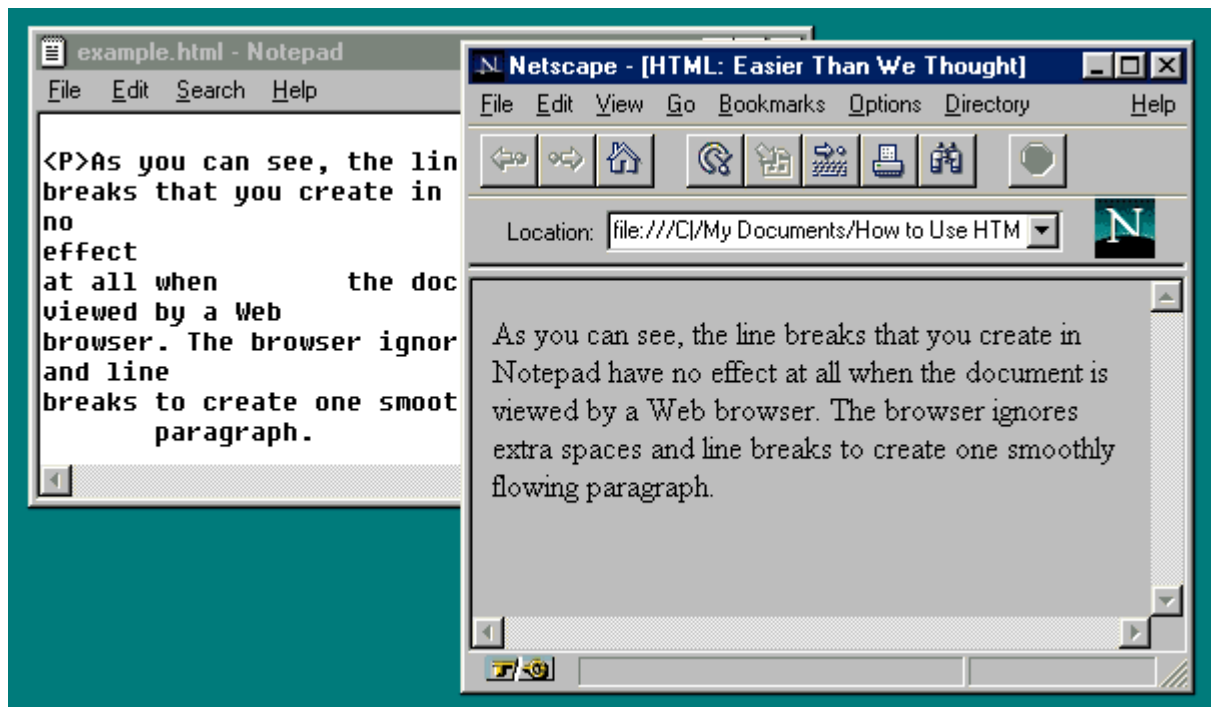 example.html - Notepad
File Edit Search Help
<P>As you can see, the lin
breaks that you create in
no
effect
at all when        the doc
viewed by a Web
browser. The browser ignor
and line
breaks to create one smoot
       paragraph.
N Netscape - [HTML: Easier Than We Thought]
File Edit View Go Bookmarks Options Directory Help
Location: file:///C|/My Documents/How to Use HTM
N
As you can see, the line breaks that you create in
Notepad have no effect at all when the document is
viewed by a Web browser. The browser ignores
extra spaces and line breaks to create one smoothly
flowing paragraph.